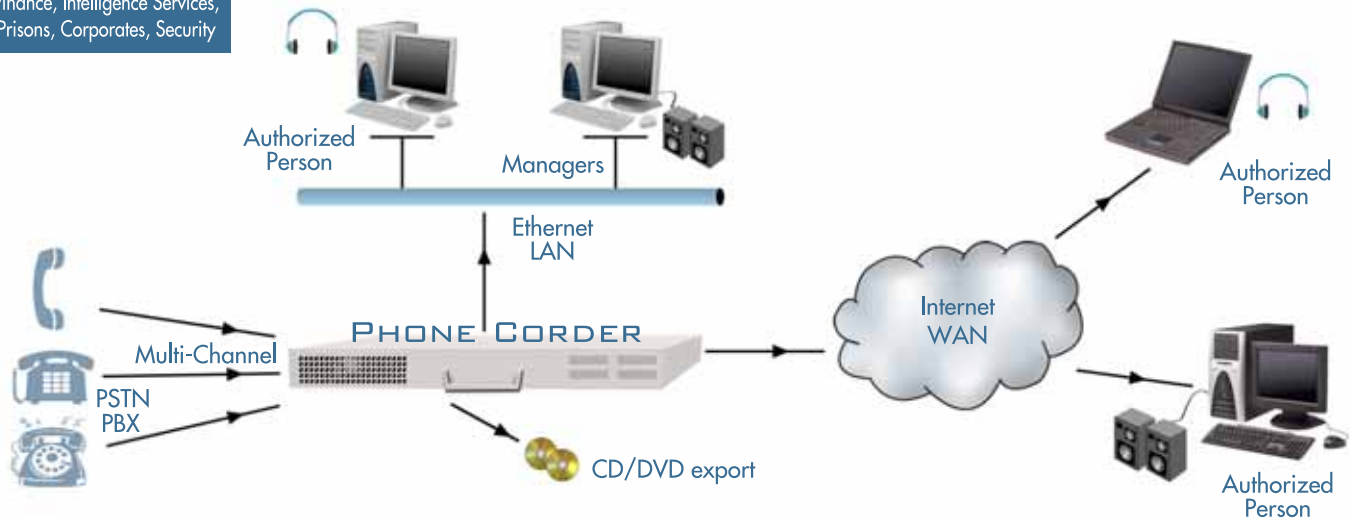 Finance, Intelligence Services,
Prisons, Corporates, Security
Authorized
Person
Managers
Ethernet
LAN
Authorized
Person
Internet
WAN
PHONE CORDER
Multi-Channel
PSTN
PBX
CD/DVD export
Authorized
Person